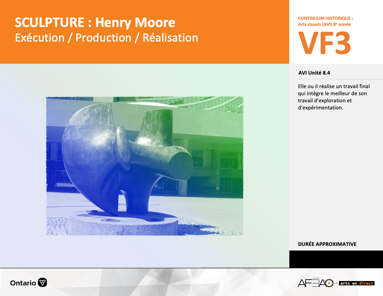 SCULPTURE : Henry Moore
Exécution / Production / Réalisation
CONTINUUM HISTORIQUE :
Arts visuels (AVI) 8e année
VF3
AVI Unité 8.4
Elle ou il réalise un travail final
qui intègre le meilleur de son
travail d'exploration et
d'expérimentation.
DURÉE APPROXIMATIVE
Ontario
arts en direct